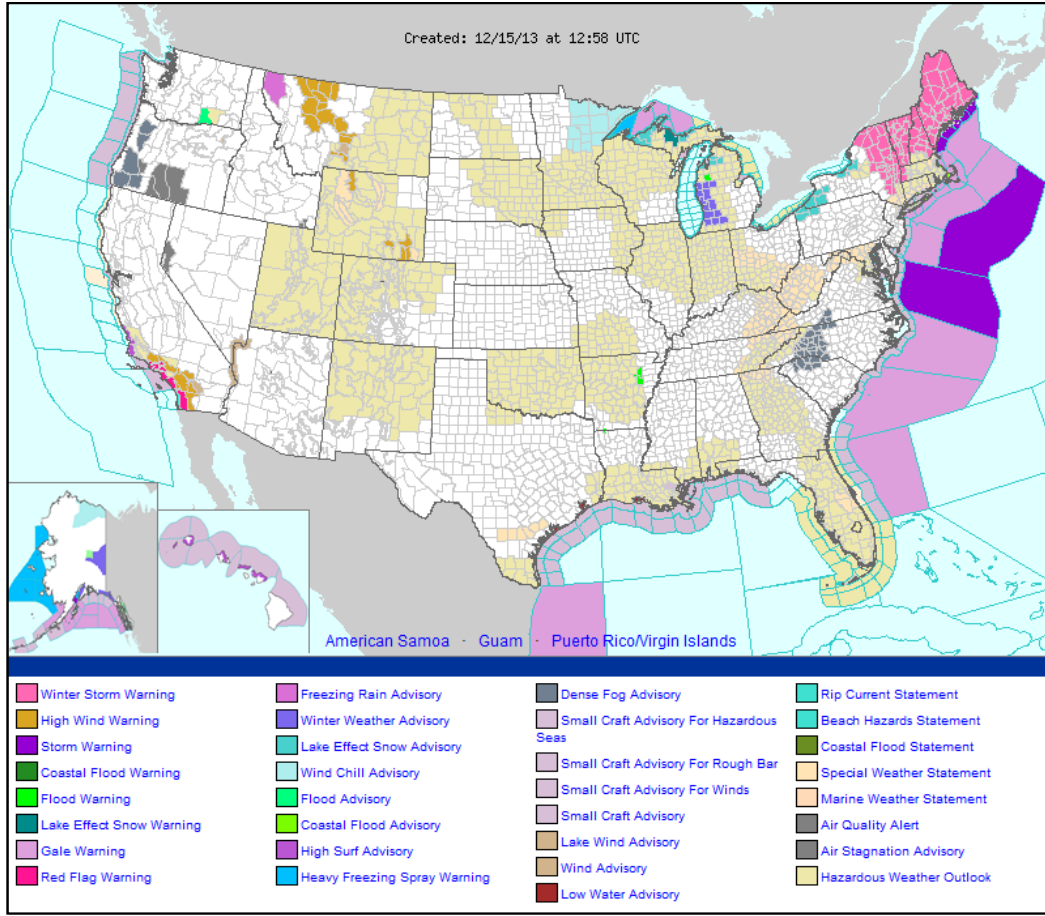 Created: 12/15/13 at 12:58 UTC
American Samoa - Guam - Puerto Rico/Virgin Islands
Winter Storm Warning
High Wind Warning
Storm Warning
Coastal Flood Warning
Flood Warning
Lake Effect Snow Warning
Gale Warning
Red Flag Warning
Freezing Rain Advisory
Winter Weather Advisory
Lake Effect Snow Advisory
Wind Chill Advisory
Flood Advisory
Coastal Flood Advisory
High Surf Advisory
Heavy Freezing Spray Warning
Dense Fog Advisory
Small Craft Advisory For Hazardous
Seas
Small Craft Advisory For Rough Bar
Small Craft Advisory For Winds
Small Craft Advisory
Lake Wind Advisory
Wind Advisory
Low Water Advisory
Rip Current Statement
Beach Hazards Statement
Coastal Flood Statement
Special Weather Statement
Marine Weather Statement
Air Quality Alert
Air Stagnation Advisory
Hazardous Weather Outlook